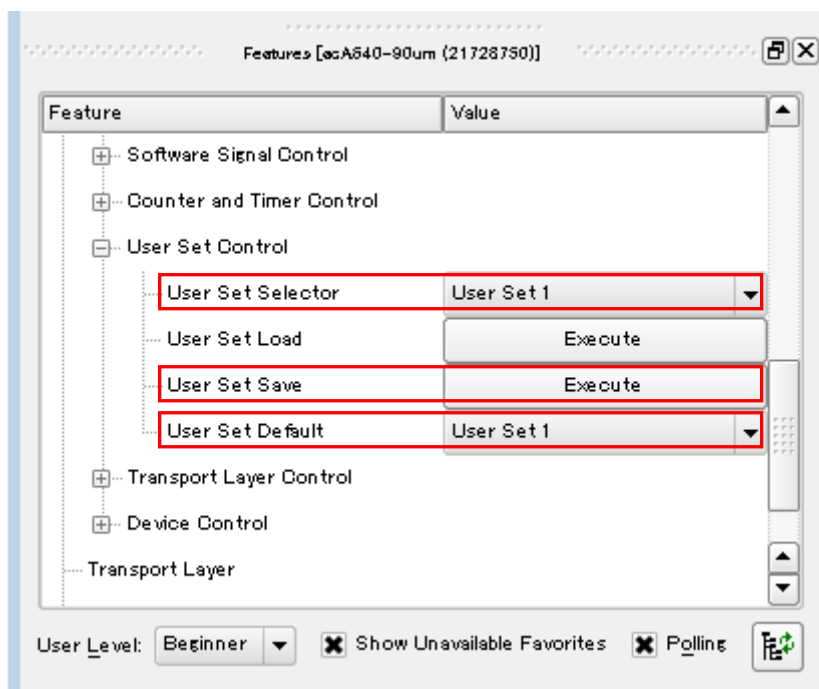 Features [acA640-90um (21728750)]
Feature Value
Software Signal Control
Counter and Timer Control
User Set Control
User Set Selector User Set 1
User Set Load Execute
User Set Save Execute
User Set Default User Set 1
Transport Layer Control
Device Control
Transport Layer
User Level: Beginner Show Unavailable Favorites Polling